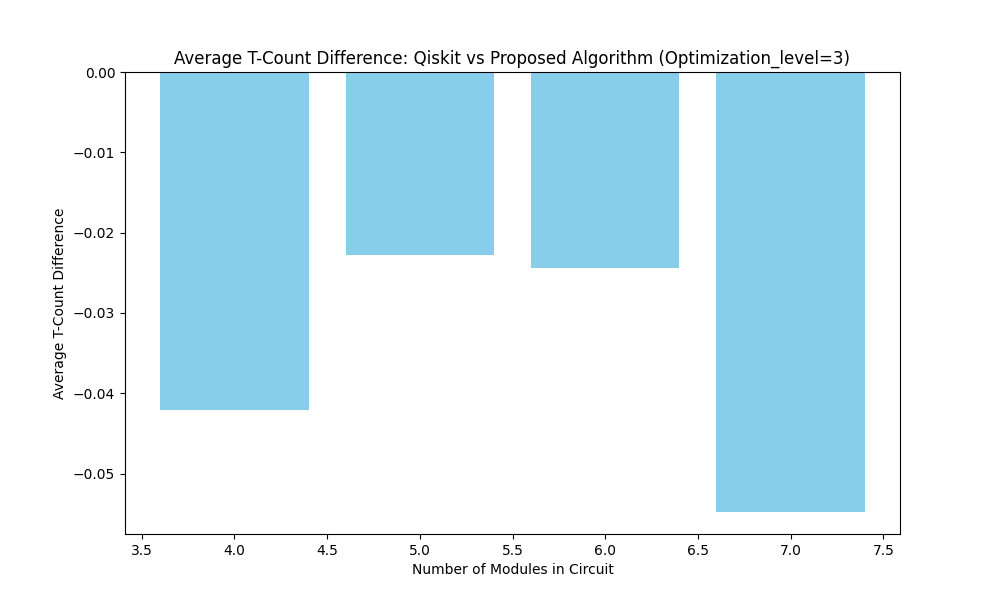 Average T-Count Difference: Qiskit vs Proposed Algorithm (Optimization_level=3)
Average T-Count Difference
0.00
−0.01
−0.02
−0.03
−0.04
−0.05
3.5 4.0 4.5 5.0 5.5 6.0 6.5 7.0 7.5
Number of Modules in Circuit